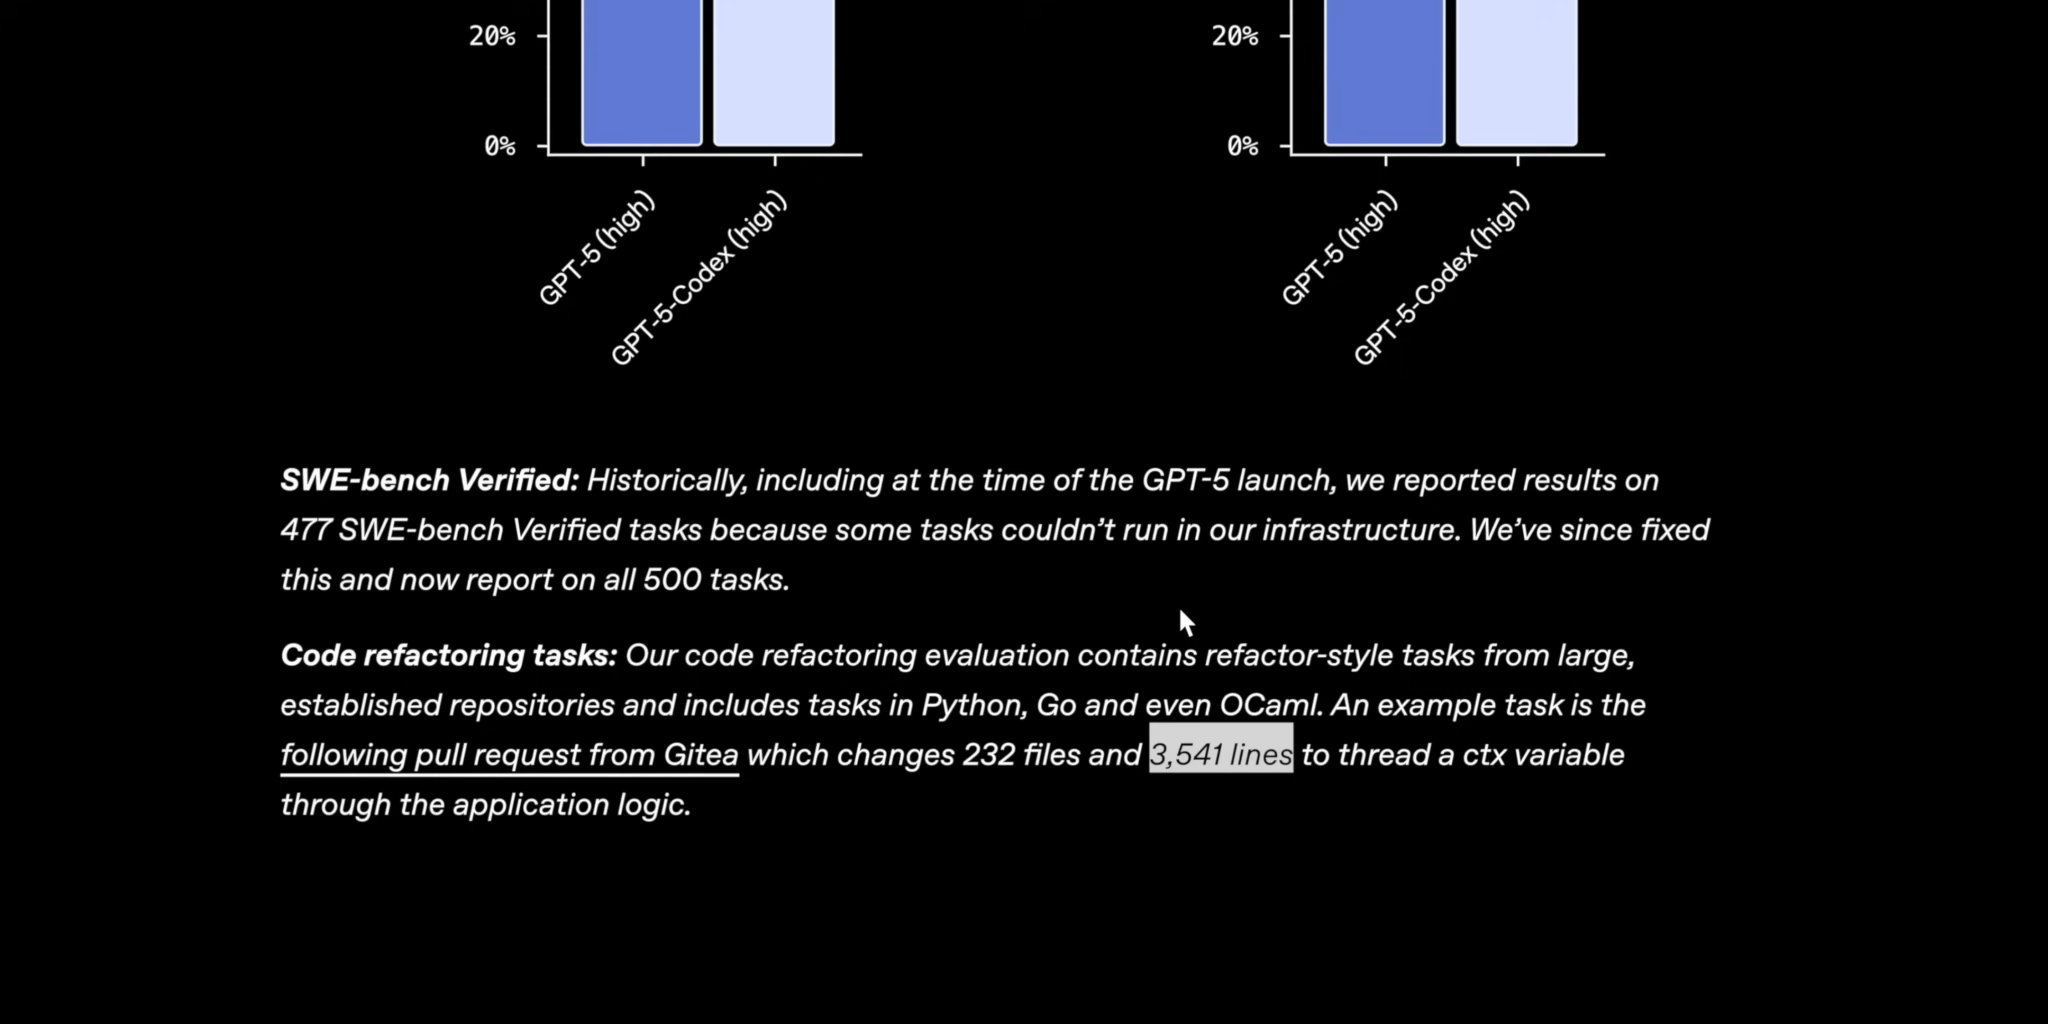 20%
0%
GPT-5 (high)
GPT-5-Codex (high)
20%
0%
GPT-5 (high)
GPT-5-Codex (high)
SWE-bench Verified: Historically, including at the time of the GPT-5 launch, we reported results on
477 SWE-bench Verified tasks because some tasks couldn’t run in our infrastructure. We’ve since fixed
this and now report on all 500 tasks.
Code refactoring tasks: Our code refactoring evaluation contains refactor-style tasks from large,
established repositories and includes tasks in Python, Go and even OCaml. An example task is the
following pull request from Gitea which changes 232 files and 3,541 lines to thread a ctx variable
through the application logic.